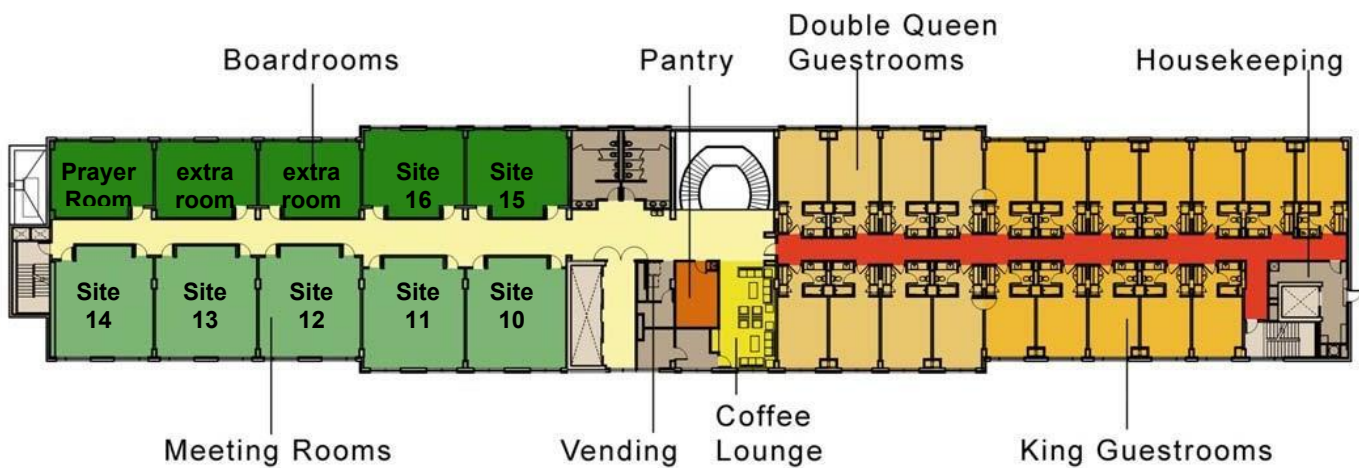 Double Queen
Guestrooms
Boardrooms
Pantry
Housekeeping
Prayer
Room
extra
room
extra
room
Site
16
Site
15
Site
14
Site
13
Site
12
Site
11
Site
10
Meeting Rooms
Vending
Coffee
Lounge
King Guestrooms